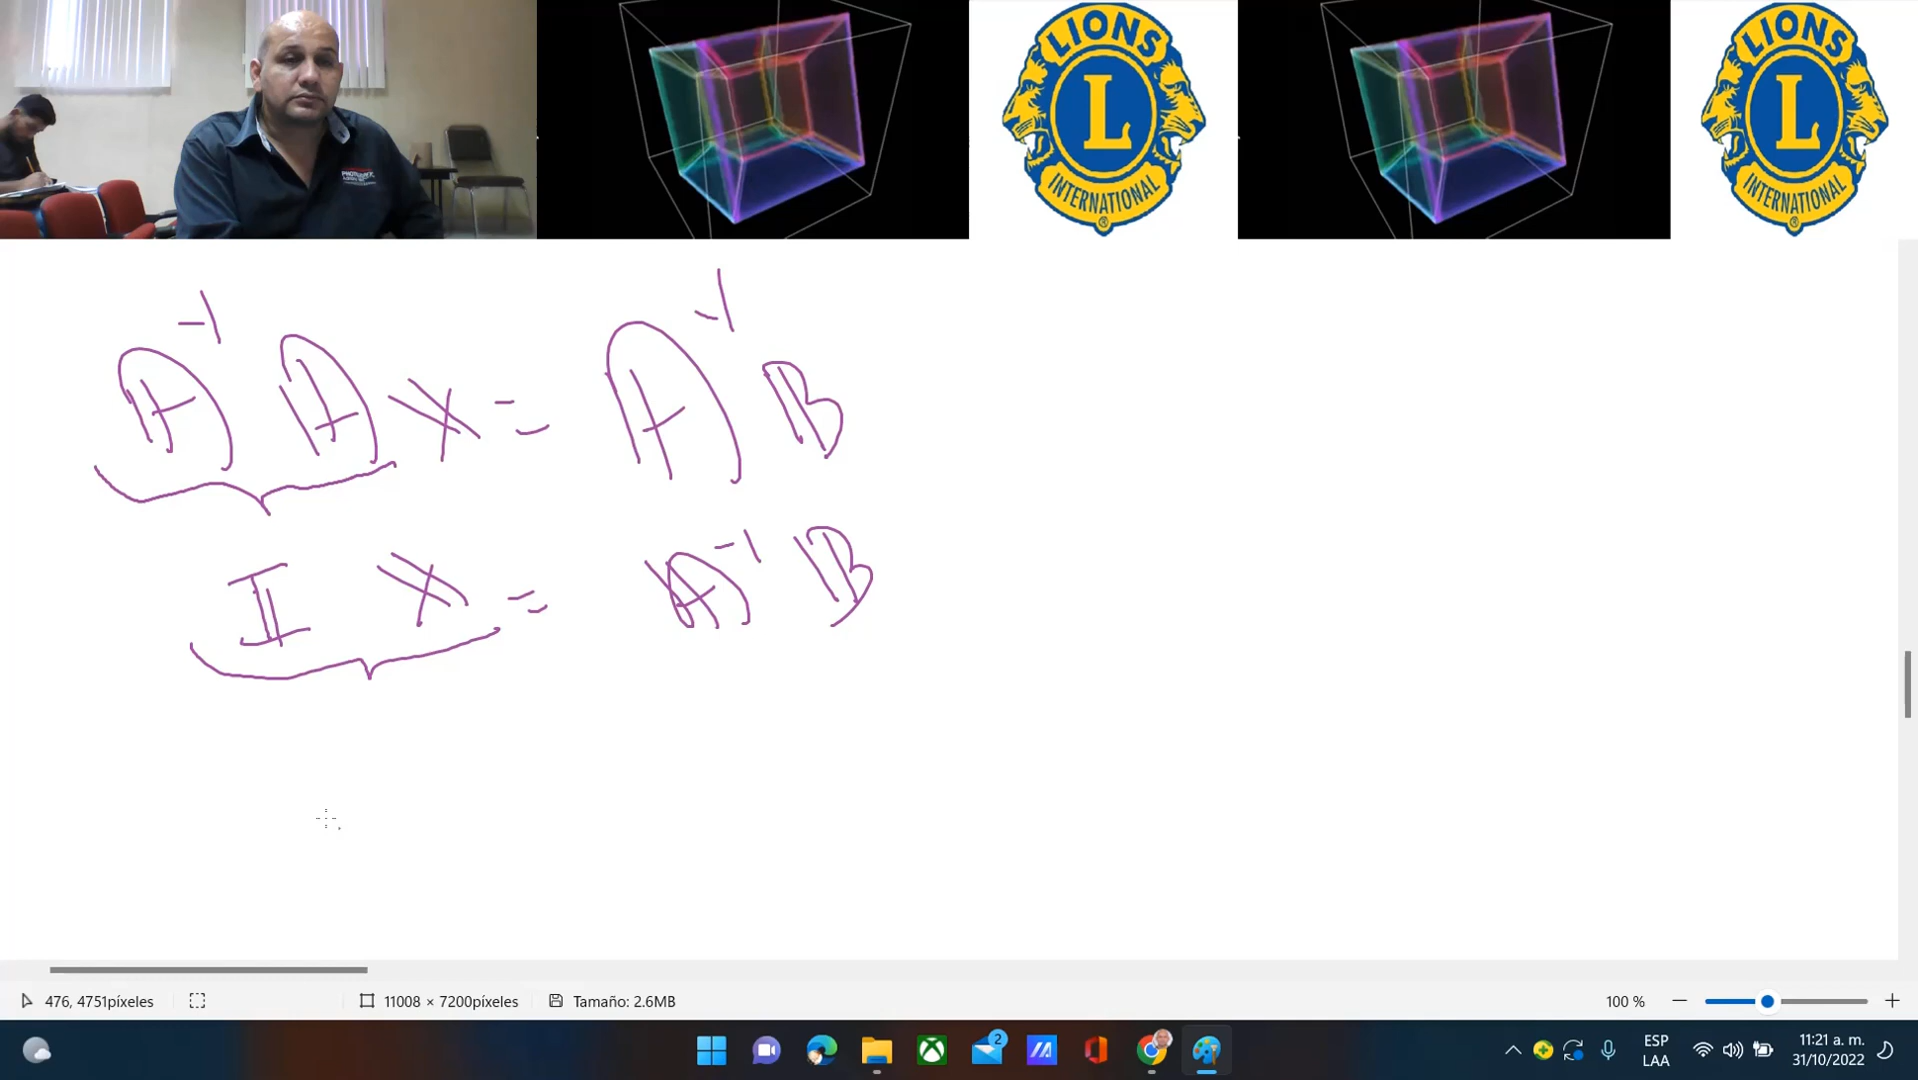 LIONS
L
INTERNATIONAL
®
LIONS
L
INTERNATIONAL
®
A⁻¹ A X = A⁻¹ B
I X = A⁻¹ B
476, 4751píxeles
11008 × 7200píxeles
Tamaño: 2.6MB
100 %
2
ESP
LAA
11:21 a. m.
31/10/2022